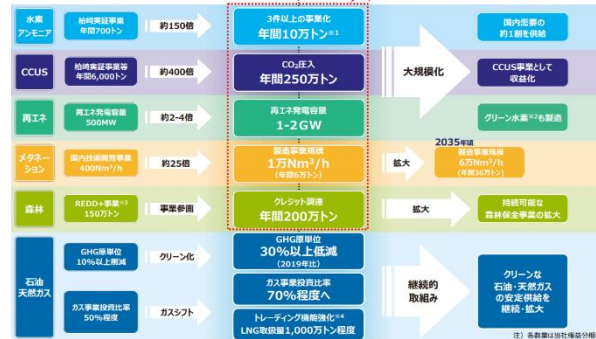 水素
アンモニア
柏崎実証事業
年間700トン
約150倍
3件以上の事業化
年間10万トン※1
国内需要の
約1割を供給
CCUS
柏崎実証事業等
年間6,000トン
約400倍
CO₂圧入
年間250万トン
大規模化
CCUS事業として
収益化
再エネ
再エネ発電容量
500MW
約2-4倍
再エネ発電容量
1-2GW
グリーン水素※2も製造
メタネー
ション
国内技術開発事業
400Nm³/h
約25倍
製造事業規模
1万Nm³/h
(年間6万トン)
拡大
2035年頃
製造事業規模
6万Nm³/h
(年間36万トン)
森林
REDD+事業※3
150万トン
事業参画
クレジット調達
年間200万トン
拡大
持続可能な
森林保全事業の拡大
石油
天然ガス
GHG原単位
10%以上削減
クリーン化
GHG原単位
30%以上低減
(2019年比)
ガス事業投資比率
50%程度
ガスシフト
ガス事業投資比率
70%程度へ
トレーディング機能強化※4
LNG取扱量1,000万トン程度
継続的
取組み
クリーンな
石油・天然ガス
の安定供給を
継続・拡大
注）各数量は当社権益分相